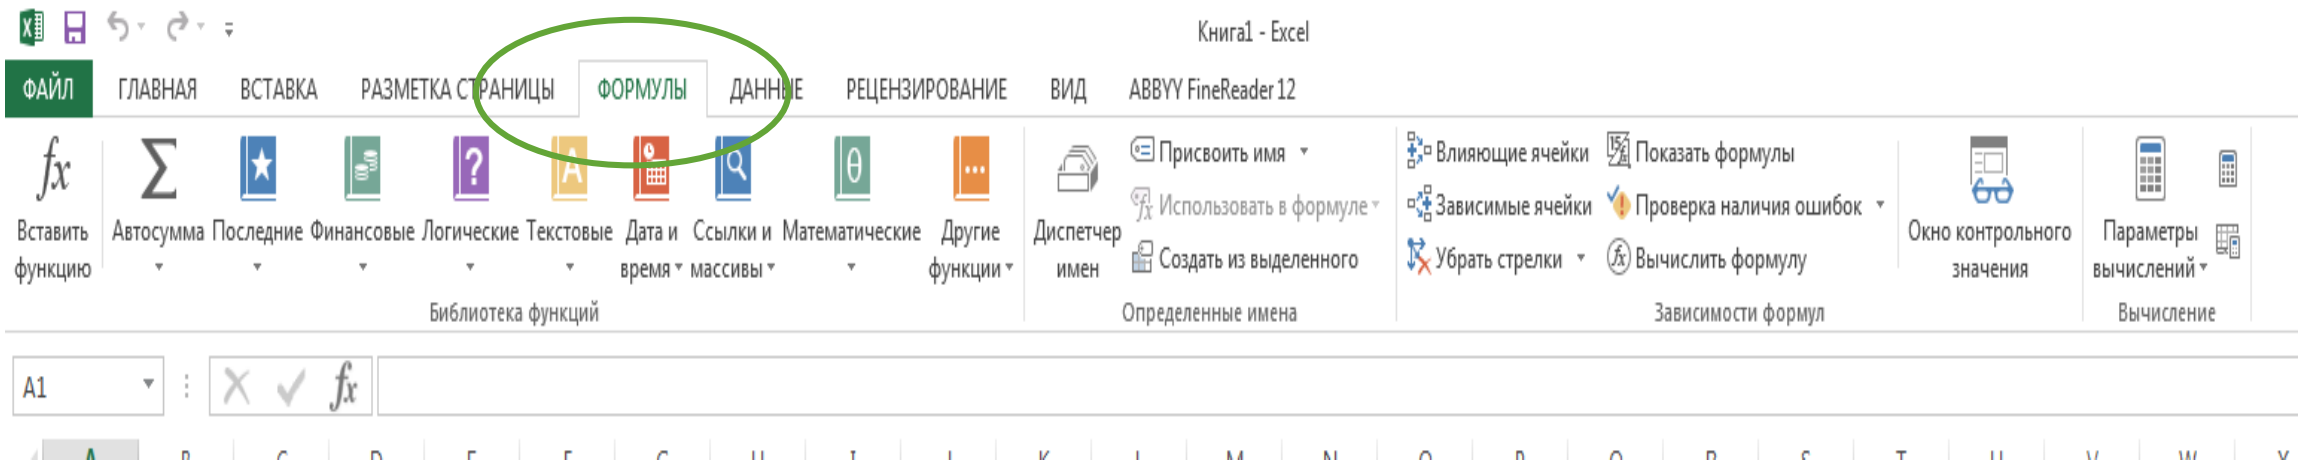 Книга1 - Excel
ФАЙЛ ГЛАВНАЯ ВСТАВКА РАЗМЕТКА СТРАНИЦЫ ФОРМУЛЫ ДАННЫЕ РЕЦЕНЗИРОВАНИЕ ВИД ABBYY FineReader 12
Вставить функцию
Автосумма
Последние
Финансовые
Логические
Текстовые
Дата и время
Ссылки и массивы
Математические
Другие функции
Библиотека функций
Диспетчер имен
Присвоить имя
Использовать в формуле
Создать из выделенного
Определенные имена
Влияющие ячейки
Зависимые ячейки
Убрать стрелки
Показать формулы
Проверка наличия ошибок
Вычислить формулу
Зависимости формул
Окно контрольного значения
Параметры вычислений
Вычисление
A1
fx